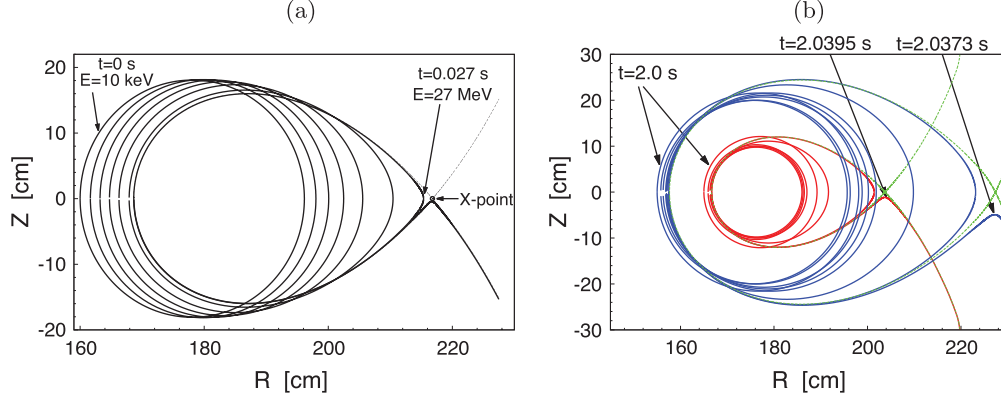 (a)
20
10
0
-10
-20
Z [cm]
t=0 s
E=10 keV
t=0.027 s
E=27 MeV
X-point
160
180
200
220
R [cm]
(b)
30
20
10
0
-10
-20
-30
Z [cm]
t=2.0 s
t=2.0395 s
t=2.0373 s
160
180
200
220
R [cm]